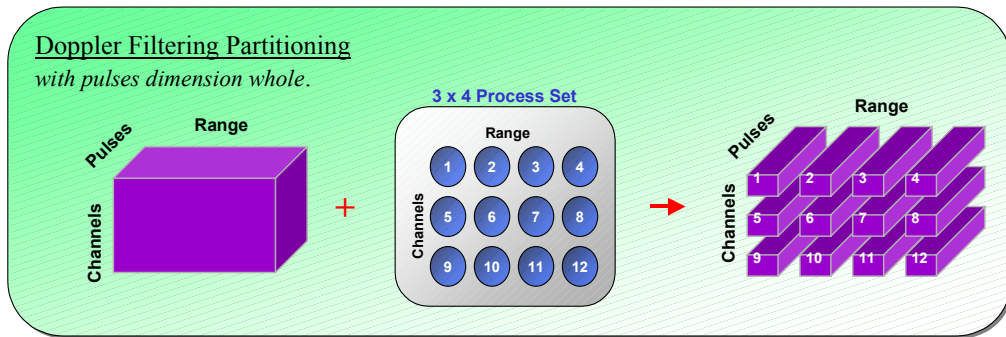 Doppler Filtering Partitioning
with pulses dimension whole.
Pulses
Range
Channels
+
3 x 4 Process Set
Range
Channels
1 2 3 4
5 6 7 8
9 10 11 12
Range
Pulses
Channels
1 2 3 4
5 6 7 8
9 10 11 12